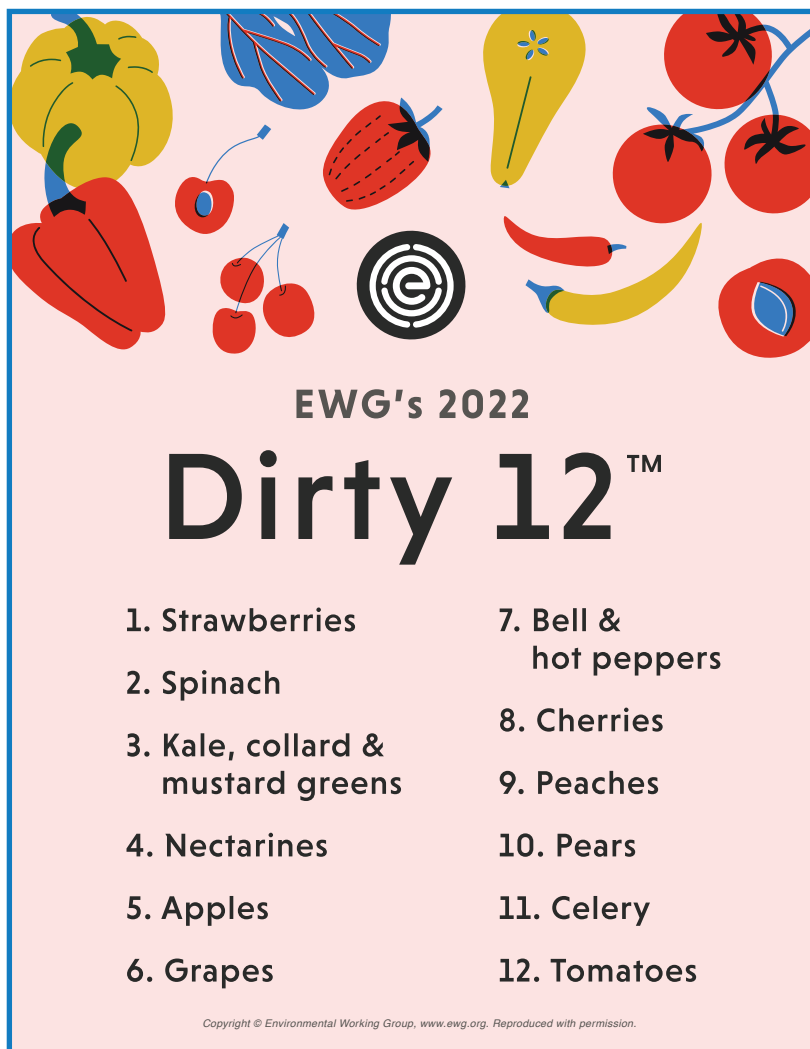 EWG's 2022
Dirty 12™
1. Strawberries
2. Spinach
3. Kale, collard &
mustard greens
4. Nectarines
5. Apples
6. Grapes
7. Bell &
hot peppers
8. Cherries
9. Peaches
10. Pears
11. Celery
12. Tomatoes
Copyright © Environmental Working Group, www.ewg.org. Reproduced with permission.